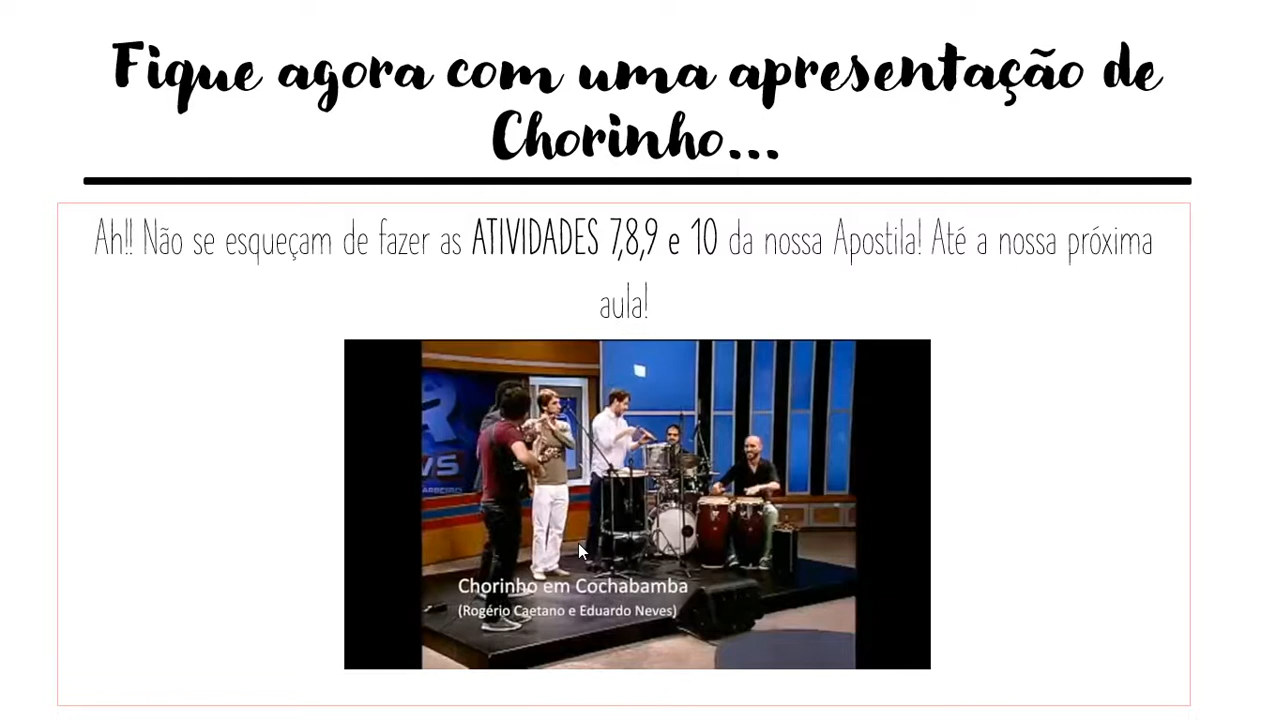 Fique agora com uma apresentação de
Chorinho...
Ah!! Não se esqueçam de fazer as ATIVIDADES 7,8,9 e 10 da nossa Apostila! Até a nossa próxima
aula!
Chorinho em Cochabamba
(Rogério Caetano e Eduardo Neves)